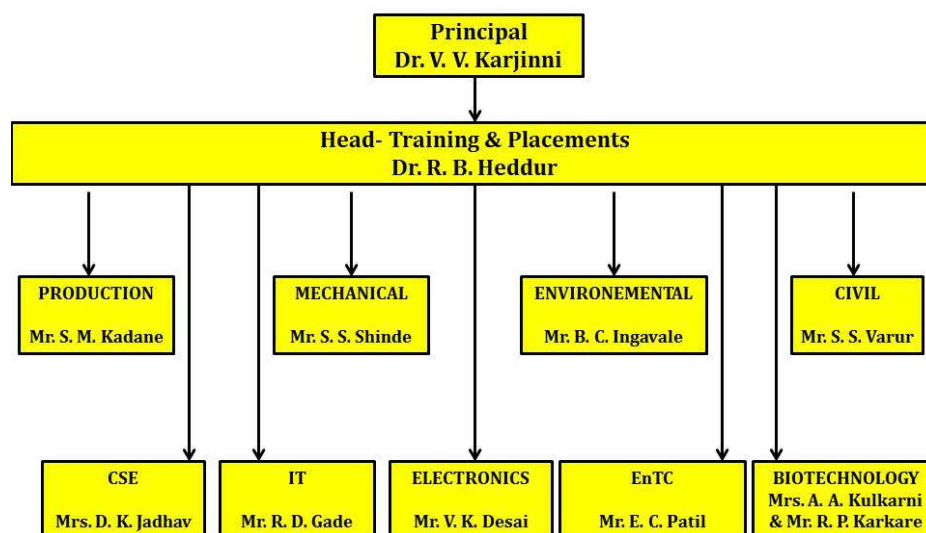 Principal
Dr. V. V. Karjinni
Head- Training & Placements
Dr. R. B. Heddur
PRODUCTION
Mr. S. M. Kadane
MECHANICAL
Mr. S. S. Shinde
ENVIRONEMENTAL
Mr. B. C. Ingavale
CIVIL
Mr. S. S. Varur
CSE
Mrs. D. K. Jadhav
IT
Mr. R. D. Gade
ELECTRONICS
Mr. V. K. Desai
EnTC
Mr. E. C. Patil
BIOTECHNOLOGY
Mrs. A. A. Kulkarni
& Mr. R. P. Karkare